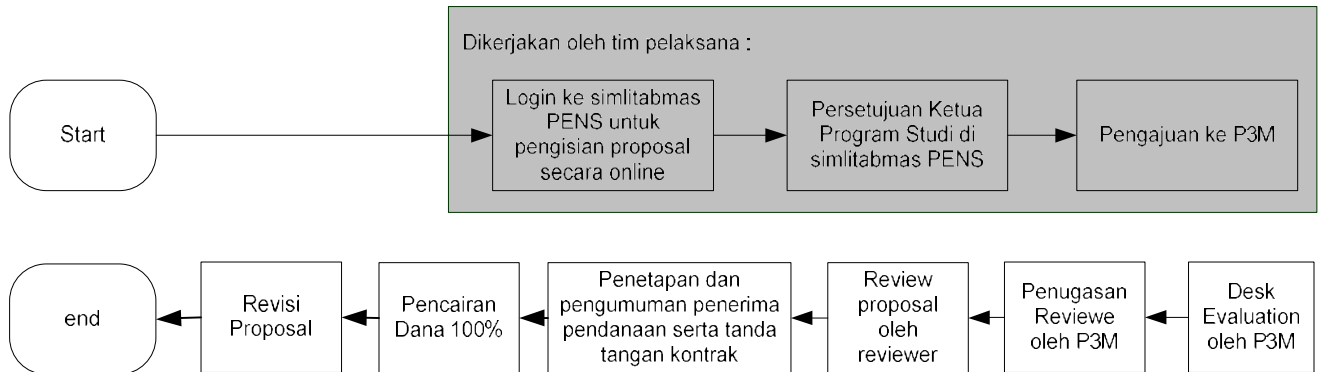 Dikerjakan oleh tim pelaksana :
Start
Login ke simlitabmas
PENS untuk
pengisian proposal
secara online
Persetujuan Ketua
Program Studi di
simlitabmas PENS
Pengajuan ke P3M
Desk
Evaluation
oleh P3M
Penugasan
Reviewe
oleh P3M
Review
proposal
oleh
reviewer
Penetapan dan
pengumuman penerima
pendanaan serta tanda
tangan kontrak
Pencairan
Dana 100%
Revisi
Proposal
end